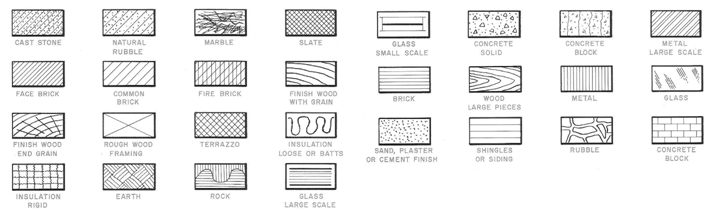 CAST STONE
NATURAL
RUBBLE
MARBLE
SLATE
GLASS
SMALL SCALE
CONCRETE
SOLID
CONCRETE
BLOCK
METAL
LARGE SCALE
FACE BRICK
COMMON
BRICK
FIRE BRICK
FINISH WOOD
WITH GRAIN
BRICK
WOOD
LARGE PIECES
METAL
GLASS
FINISH WOOD
END GRAIN
ROUGH WOOD
FRAMING
TERRAZZO
INSULATION
LOOSE OR BATTS
SAND, PLASTER
OR CEMENT FINISH
SHINGLES
OR SIDING
RUBBLE
CONCRETE
BLOCK
INSULATION
RIGID
EARTH
ROCK
GLASS
LARGE SCALE